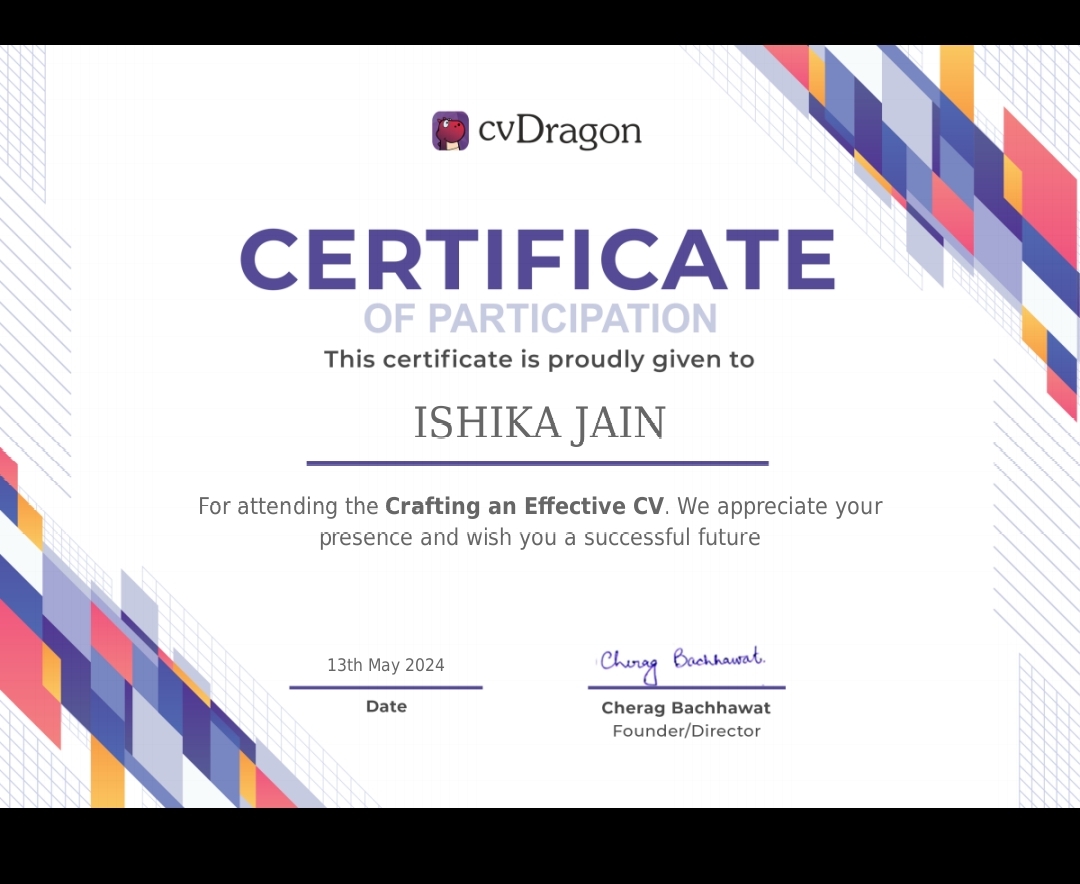 cvDragon
CERTIFICATE
OF PARTICIPATION
This certificate is proudly given to
ISHIKA JAIN
For attending the Crafting an Effective CV. We appreciate your
presence and wish you a successful future
13th May 2024
Date
Cherag Bachhawat.
Cherag Bachhawat
Founder/Director